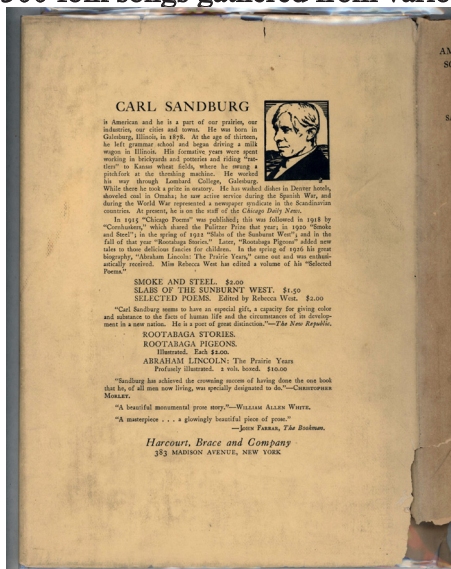 500 folk songs gathered from vario
CARL SANDBURG
is American and he is a part of our prairies, our
industries, our cities and towns. He was born in
Galesburg, Illinois, in 1878. At the age of thirteen,
he left grammar school and began driving a milk
wagon in Illinois. His formative years were spent
working in brickyards and potteries and riding "rat-
tlers" to Kansas wheat fields, where he swung a
pitchfork at the threshing machine. He worked
his way through Lombard College, Galesburg.
While there he took a prize in oratory. He has washed dishes in Denver hotels,
shoveled coal in Omaha; he saw active service during the Spanish War, and
during the World War represented a newspaper syndicate in the Scandinavian
countries. At present, he is on the staff of the Chicago Daily News.
In 1915 "Chicago Poems" was published; this was followed in 1918 by
"Cornhuskers," which shared the Pulitzer Prize that year; in 1920 "Smoke
and Steel"; in the spring of 1922 "Slabs of the Sunburnt West"; and in the
fall of that year "Rootabaga Stories." Later, "Rootabaga Pigeons" added new
tales to those delicious fancies for children. In the spring of 1926 his great
biography, "Abraham Lincoln: The Prairie Years," came out and was enthusi-
astically received. Miss Rebecca West has edited a volume of his "Selected
Poems."
SMOKE AND STEEL. $2.00
SLABS OF THE SUNBURNT WEST. $1.50
SELECTED POEMS. Edited by Rebecca West. $2.00
"Carl Sandburg seems to have an especial gift, a capacity for giving color
and substance to the facts of human life and the circumstances of its develop-
ment in a new nation. He is a poet of great distinction."—The New Republic.
ROOTABAGA STORIES.
ROOTABAGA PIGEONS.
Illustrated. Each $2.00.
ABRAHAM LINCOLN: The Prairie Years
Profusely illustrated. 2 vols. boxed. $10.00
"Sandburg has achieved the crowning success of having done the one book
that he, of all men now living, was specially designated to do."—CHRISTOPHER
MORLEY.
"A beautiful monumental prose story."—WILLIAM ALLEN WHITE.
"A masterpiece . . . a glowingly beautiful piece of prose."
—JOHN FARRAR, The Bookman.
Harcourt, Brace and Company
383 MADISON AVENUE, NEW YORK
AM
SO